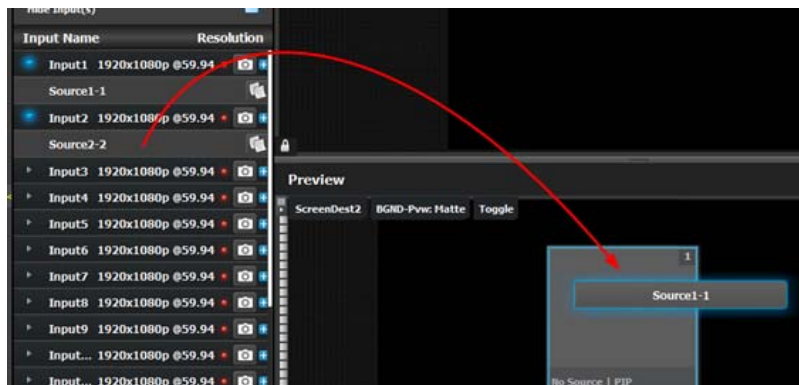 Hide Input(s)
Input Name Resolution
Input1 1920x1080p @59.94
Source1-1
Input2 1920x1080p @59.94
Source2-2
Input3 1920x1080p @59.94
Input4 1920x1080p @59.94
Input5 1920x1080p @59.94
Input6 1920x1080p @59.94
Input7 1920x1080p @59.94
Input8 1920x1080p @59.94
Input9 1920x1080p @59.94
Input... 1920x1080p @59.94
Input... 1920x1080p @59.94
Preview
ScreenDest2 BGND-Pvw: Matte Toggle
1
Source1-1
No Source | PIP